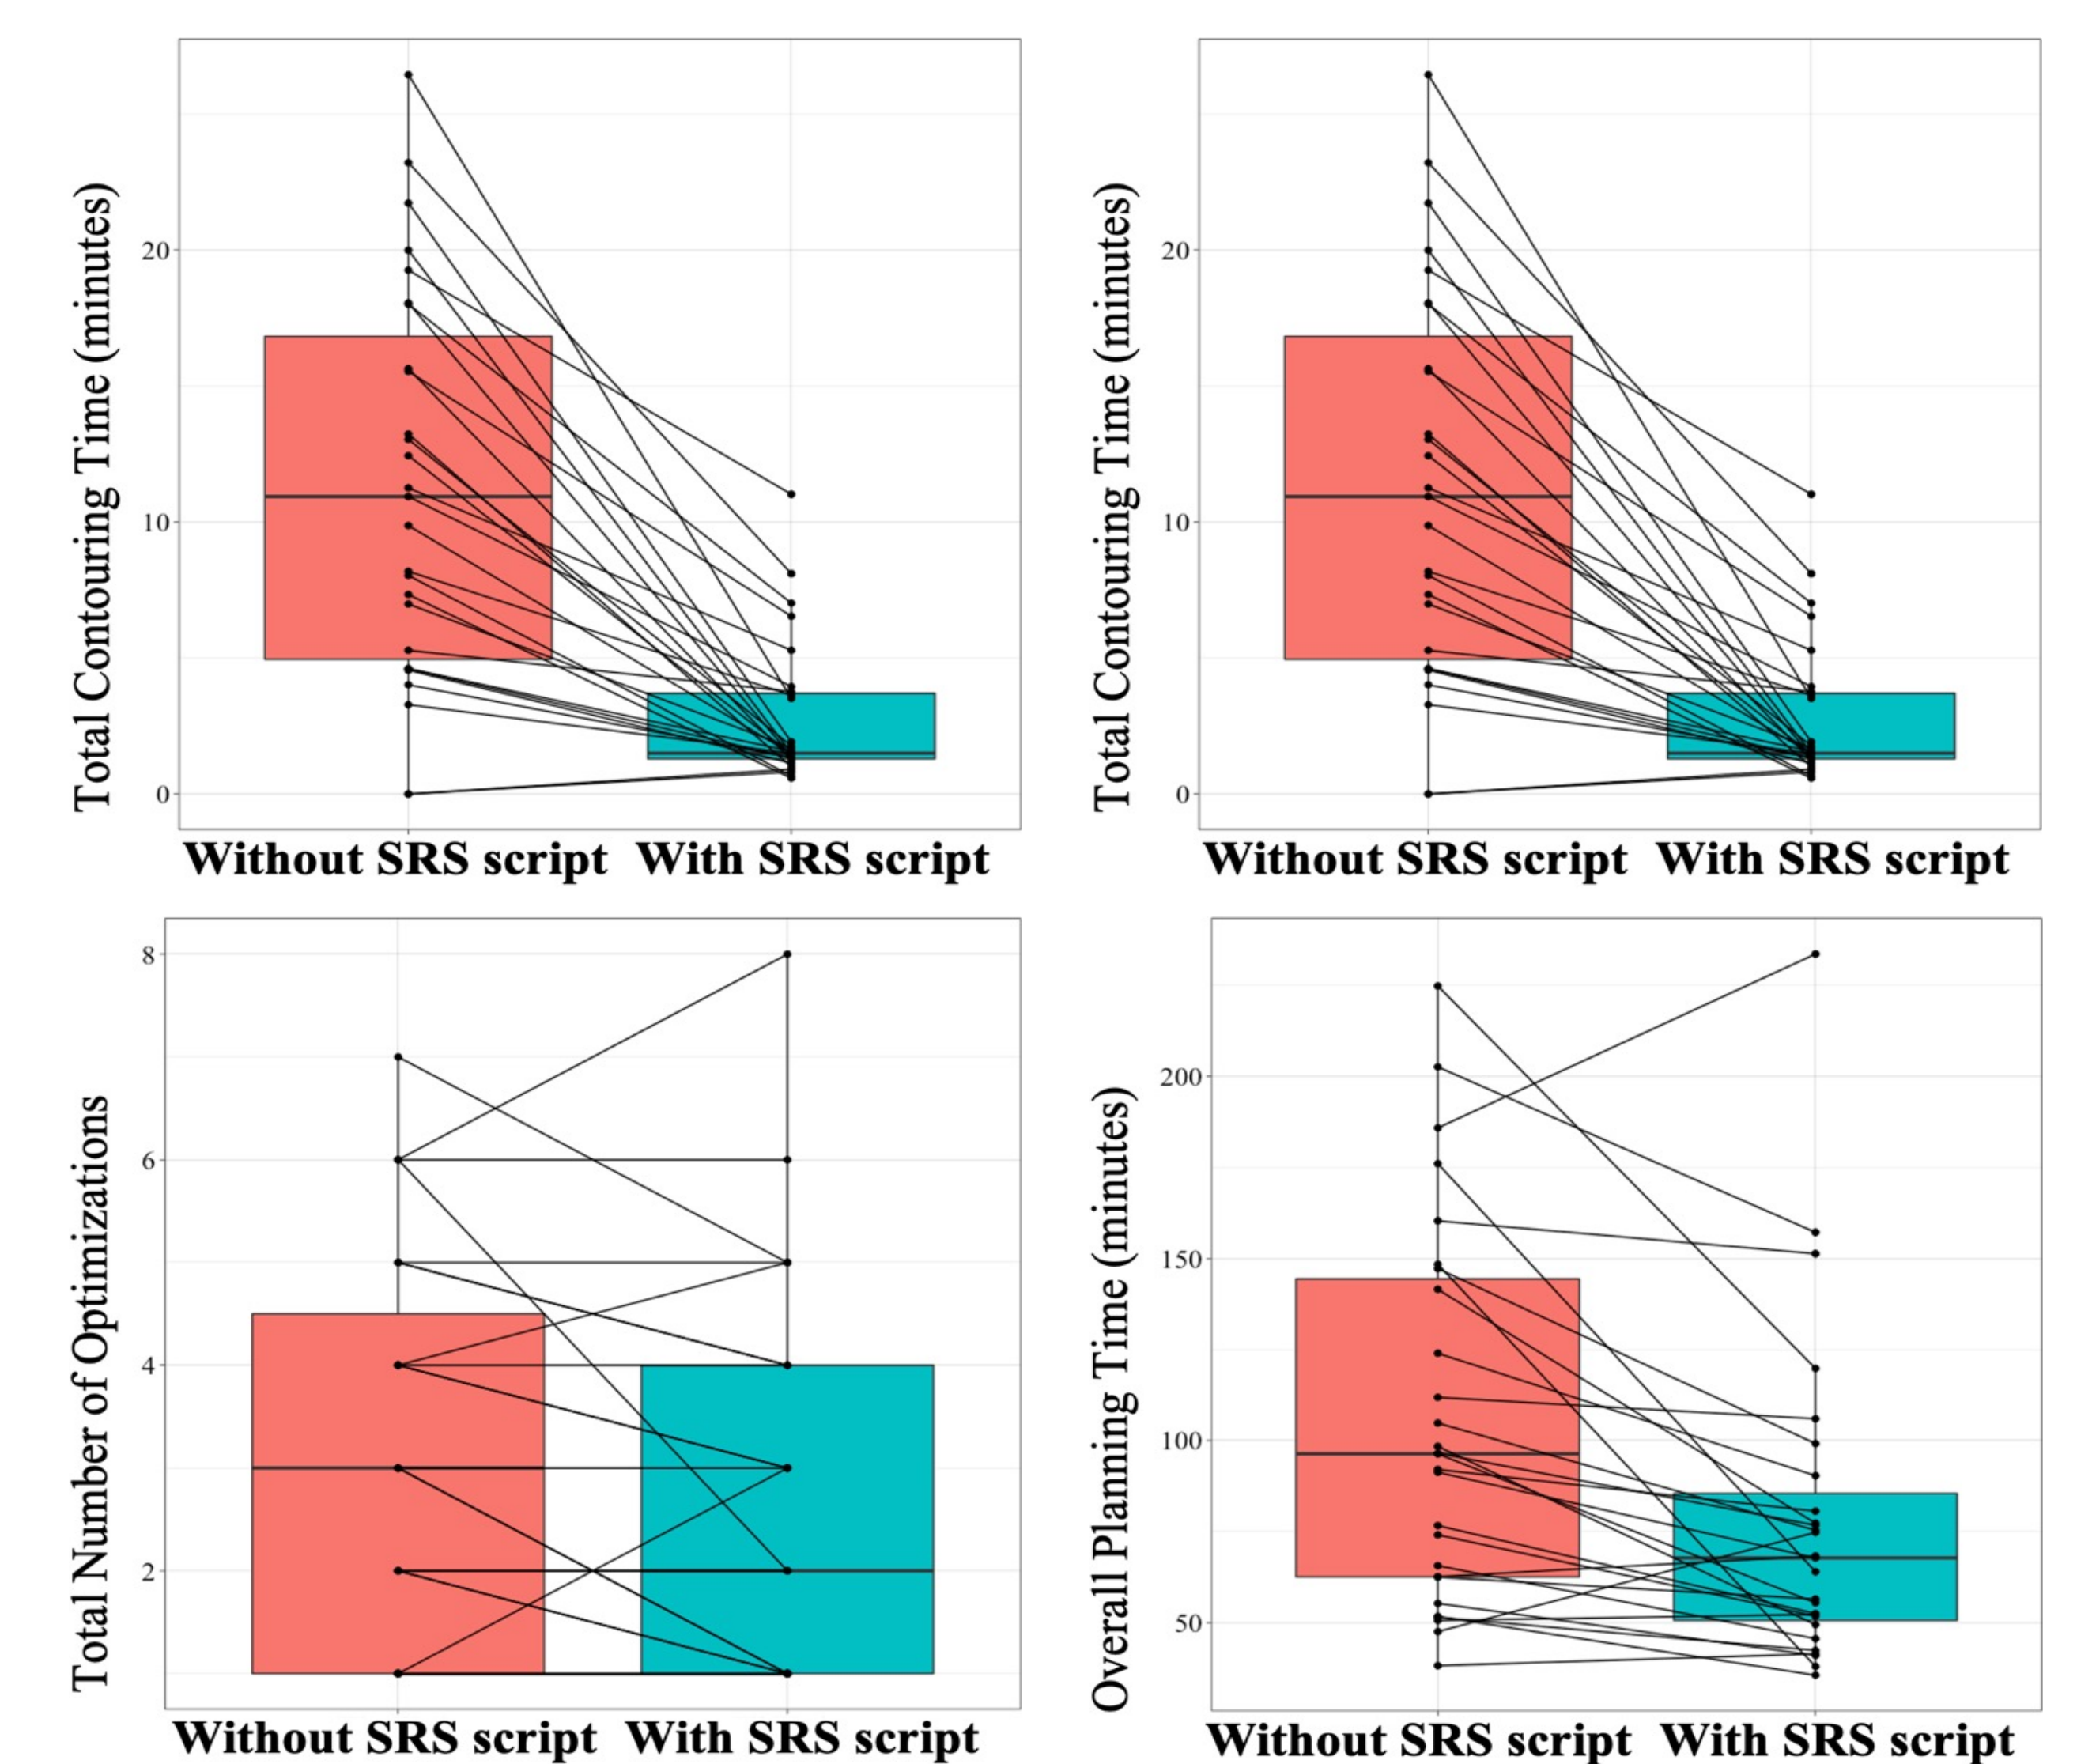 Total Contouring Time (minutes)
20
10
0
Without SRS script With SRS script
Total Contouring Time (minutes)
20
10
0
Without SRS script With SRS script
Total Number of Optimizations
8
6
4
2
Without SRS script With SRS script
Overall Planning Time (minutes)
200
150
100
50
Without SRS script With SRS script